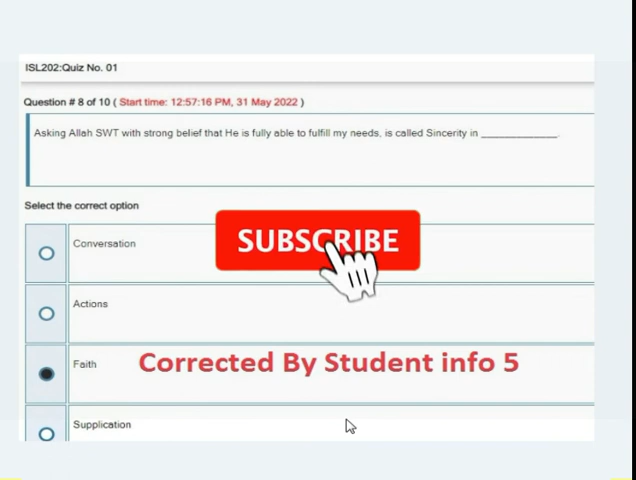 ISL202:Quiz No. 01
Question # 8 of 10 ( Start time: 12:57:16 PM, 31 May 2022 )
Asking Allah SWT with strong belief that He is fully able to fulfill my needs, is called Sincerity in ______________.
Select the correct option
Conversation
SUBSCRIBE
Actions
Faith
Corrected By Student info 5
Supplication